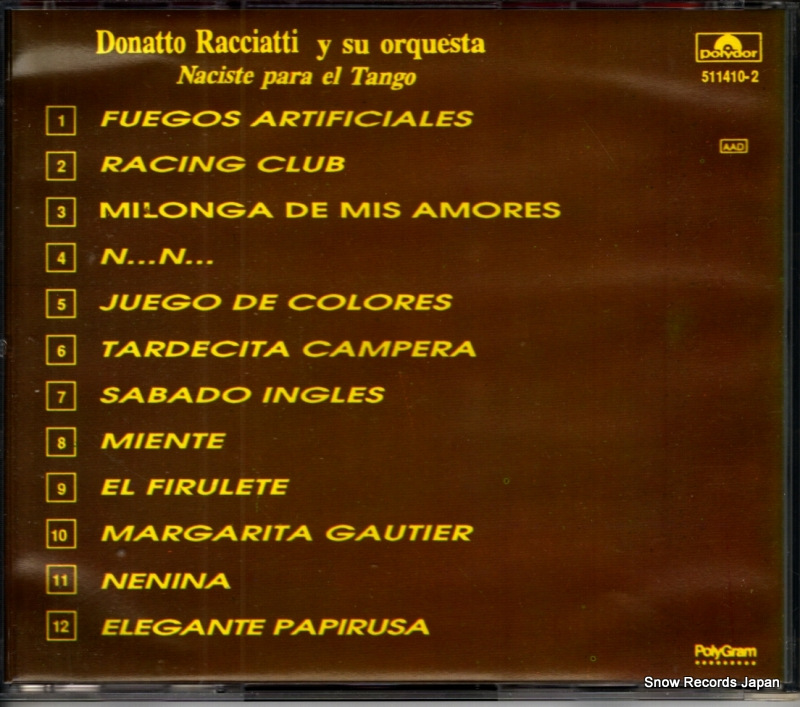 Donatto Racciatti y su orquesta
Naciste para el Tango
Polydor
511410-2
AAD
1 FUEGOS ARTIFICIALES
2 RACING CLUB
3 MILONGA DE MIS AMORES
4 N...N...
5 JUEGO DE COLORES
6 TARDECITA CAMPERA
7 SABADO INGLES
8 MIENTE
9 EL FIRULETE
10 MARGARITA GAUTIER
11 NENINA
12 ELEGANTE PAPIRUSA
PolyGram
Snow Records Japan